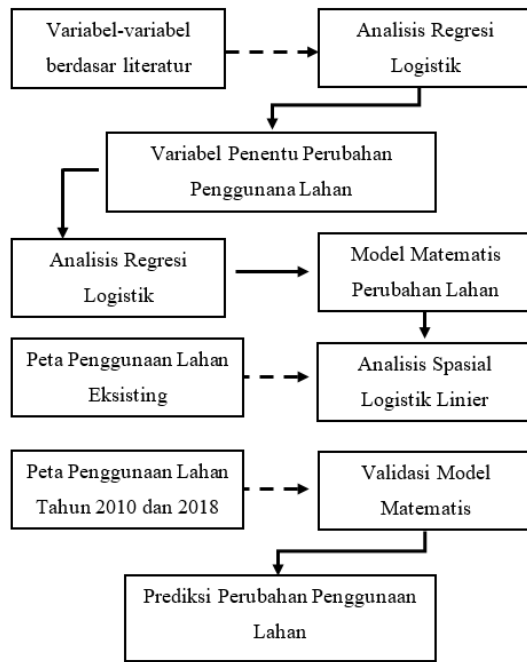 Variabel-variabel
berdasar literatur
Analisis Regresi
Logistik
Variabel Penentu Perubahan
Penggunana Lahan
Analisis Regresi
Logistik
Model Matematis
Perubahan Lahan
Peta Penggunaan Lahan
Eksisting
Analisis Spasial
Logistik Linier
Peta Penggunaan Lahan
Tahun 2010 dan 2018
Validasi Model
Matematis
Prediksi Perubahan Penggunaan
Lahan